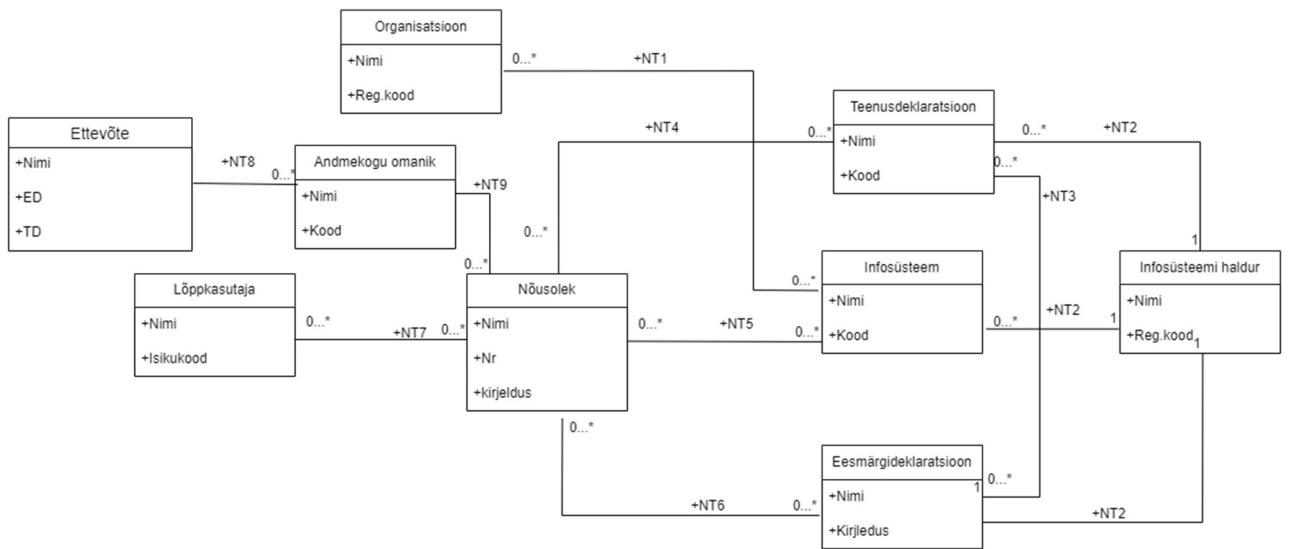 Organisatsioon
+Nimi
+Reg.kood
0...*
+NT1
Teenusdeklaratsioon
+Nimi
+Kood
0...*
+NT4
0...*
+NT2
0...*
+NT3
Ettevõte
+Nimi
+ED
+TD
+NT8
0...*
Andmekogu omanik
+Nimi
+Kood
+NT9
0...*
0...*
Lõppkasutaja
+Nimi
+Isikukood
0...*
+NT7
0...*
Nõusolek
+Nimi
+Nr
+kirjeldus
0...*
+NT5
0...*
0...*
Infosüsteem
+Nimi
+Kood
0...*
+NT2
1
1
Infosüsteemi haldur
+Nimi
+Reg.kood
1
0...*
+NT6
0...*
Eesmärgideklaratsioon
+Nimi
+Kirjledus
1
0...*
+NT2